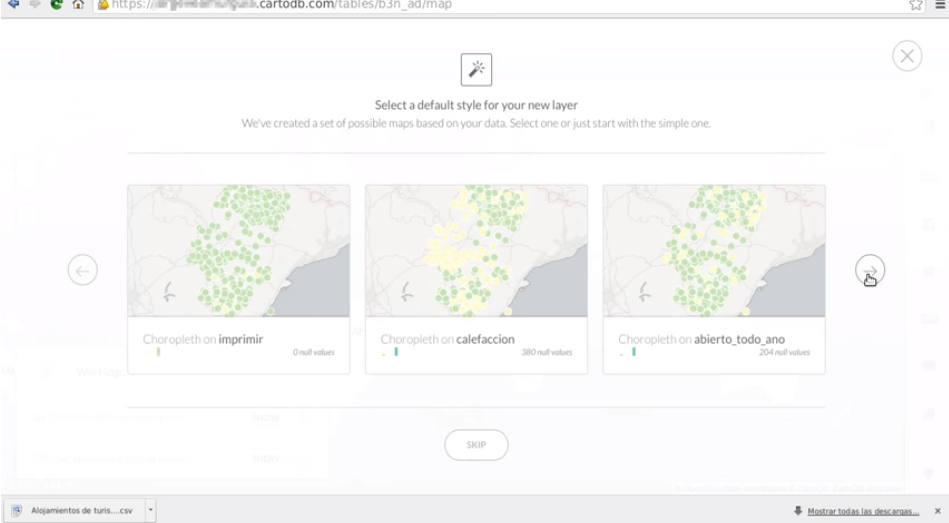 https://
.cartodb.com/tables/b3n_ad/map
Select a default style for your new layer
We've created a set of possible maps based on your data. Select one or just start with the simple one.
Choropleth on imprimir
0 null values
Choropleth on calefaccion
380 null values
Choropleth on abierto_todo_ano
204 null values
SHOW
SHOW
SKIP
Alojamientos de turis....csv
Mostrar todas las descargas...